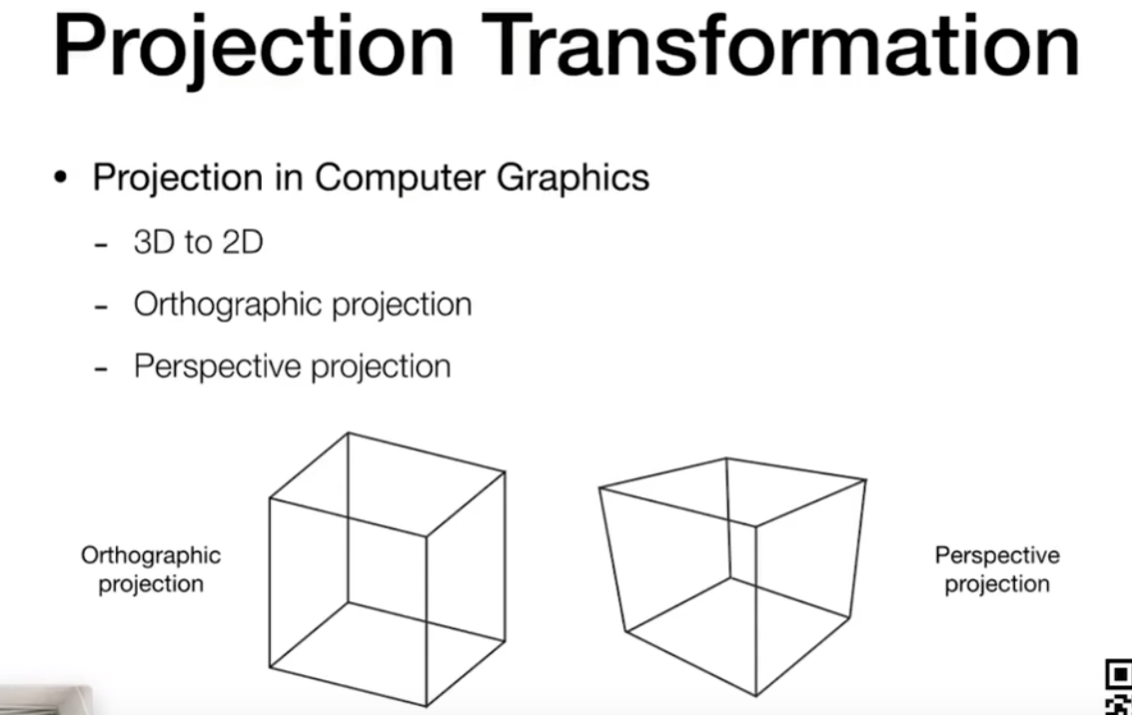 Projection Transformation
• Projection in Computer Graphics
- 3D to 2D
- Orthographic projection
- Perspective projection
Orthographic
projection
Perspective
projection